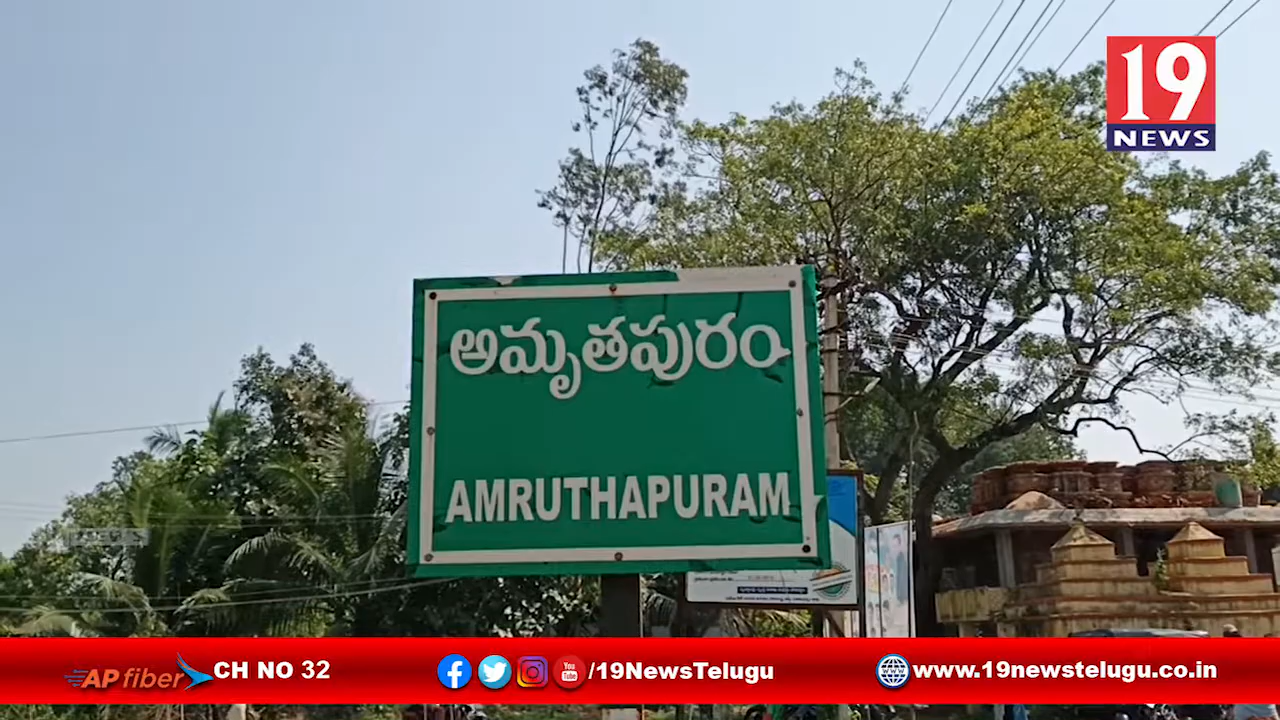 19
NEWS
అమృతపురం
AMRUTHAPURAM
AP fiber CH NO 32
/19NewsTelugu
www.19newstelugu.co.in